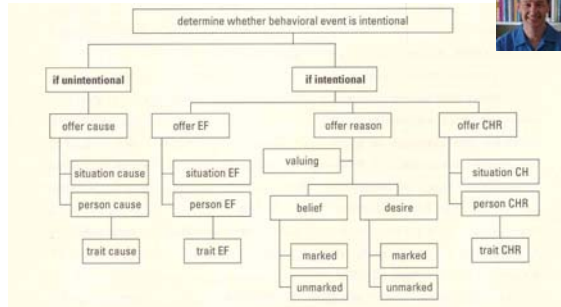 determine whether behavioral event is intentional
if unintentional
if intentional
offer cause
offer EF
offer reason
offer CHR
valuing
situation cause
situation EF
situation CH
person cause
person EF
belief
desire
person CHR
trait cause
trait EF
marked
marked
trait CHR
unmarked
unmarked